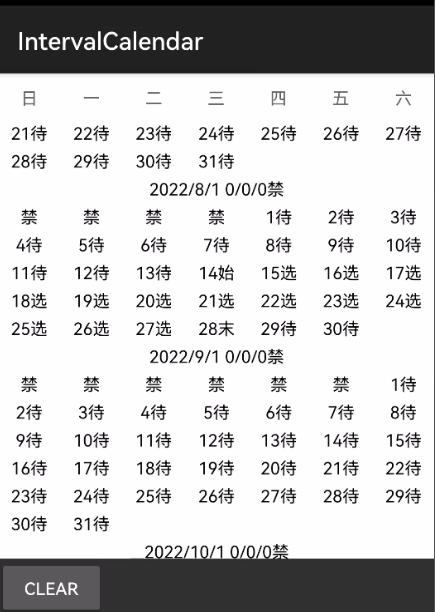 IntervalCalendar
日 一 二 三 四 五 六
21待 22待 23待 24待 25待 26待 27待
28待 29待 30待 31待
2022/8/1 0/0/0禁
禁 禁 禁 禁 1待 2待 3待
4待 5待 6待 7待 8待 9待 10待
11待 12待 13待 14始 15选 16选 17选
18选 19选 20选 21选 22选 23选 24选
25选 26选 27选 28末 29待 30待
2022/9/1 0/0/0禁
禁 禁 禁 禁 禁 禁 1待
2待 3待 4待 5待 6待 7待 8待
9待 10待 11待 12待 13待 14待 15待
16待 17待 18待 19待 20待 21待 22待
23待 24待 25待 26待 27待 28待 29待
30待 31待
2022/10/1 0/0/0禁
CLEAR